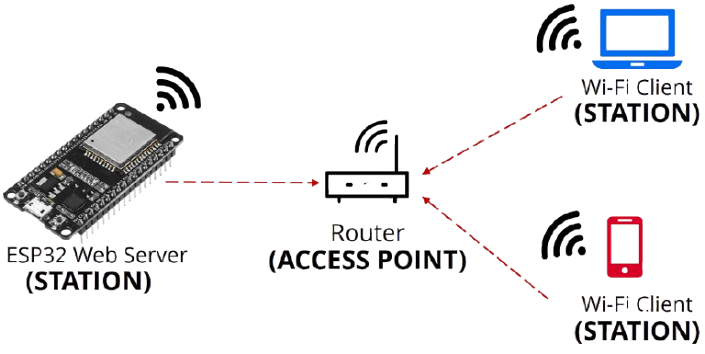 Wi-Fi Client
(STATION)
Router
(ACCESS POINT)
ESP32 Web Server
(STATION)
Wi-Fi Client
(STATION)